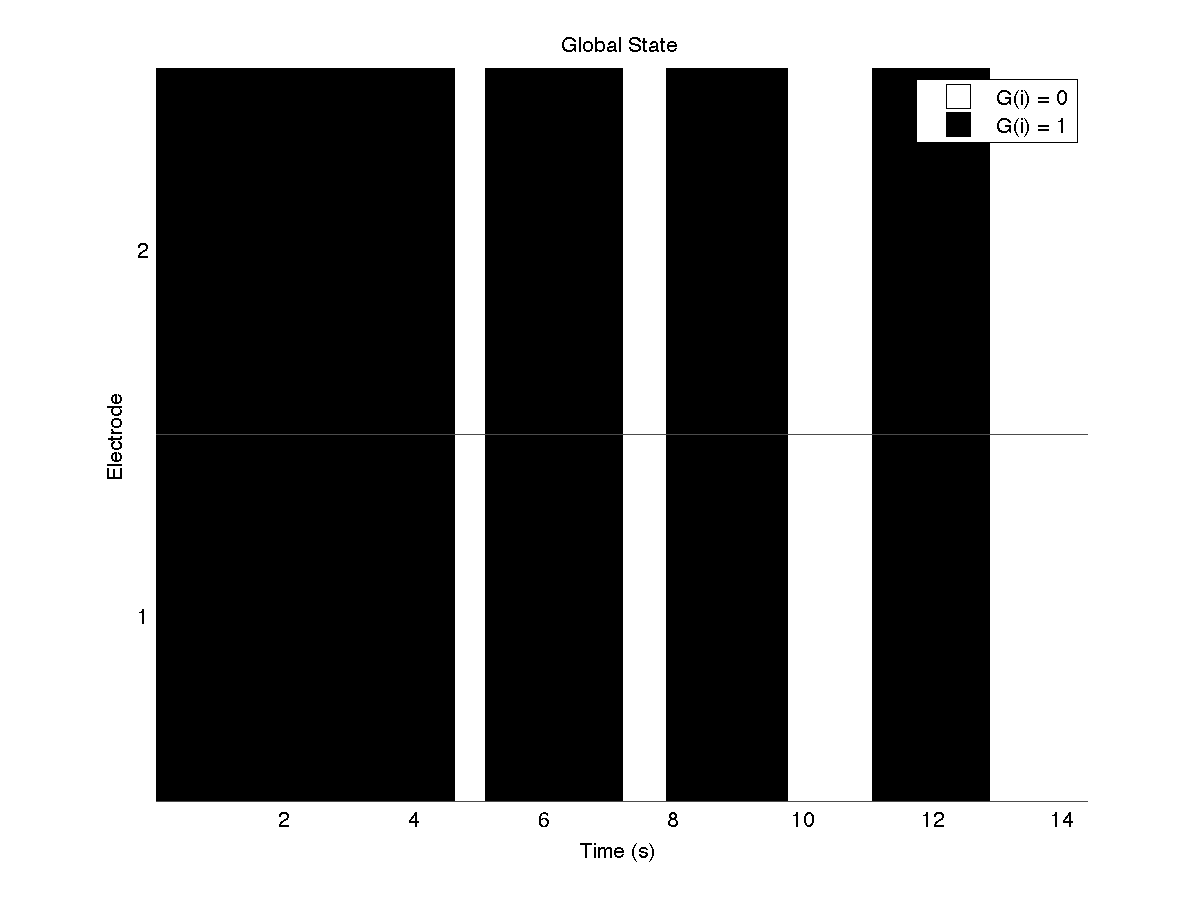 Global State
G(i) = 0
G(i) = 1
2
1
Electrode
2 4 6 8 10 12 14
Time (s)